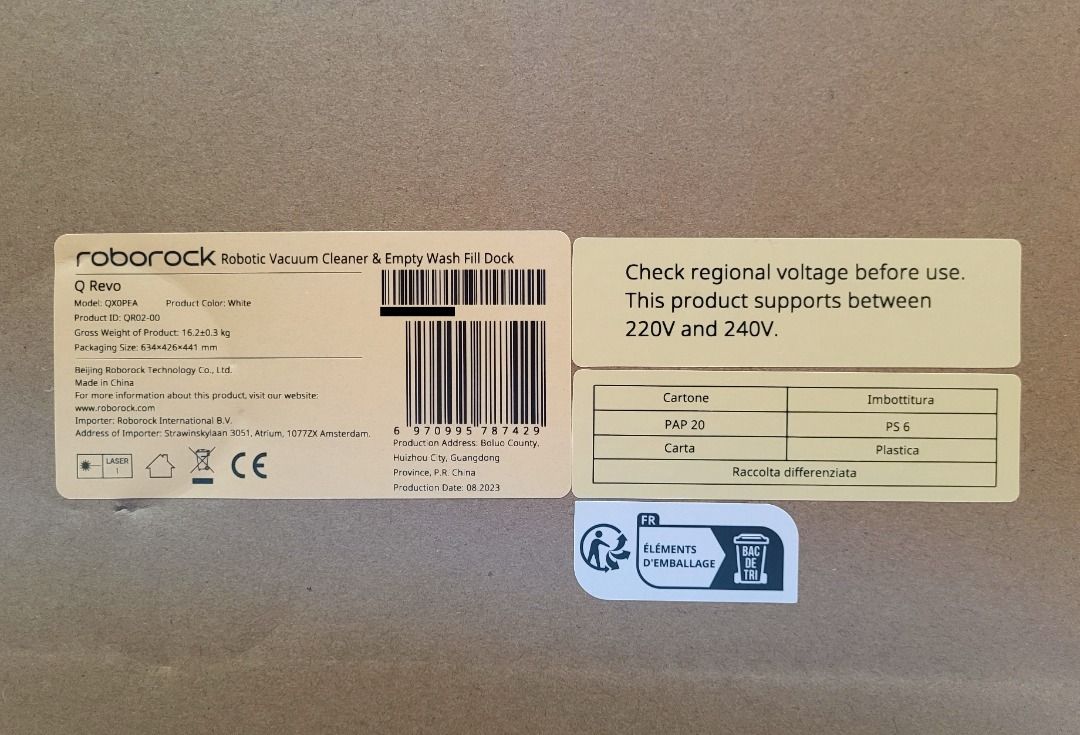 roborock Robotic Vacuum Cleaner & Empty Wash Fill Dock
Q Revo
Model: QX0PEA Product Color: White
Product ID: QR02-00
Gross Weight of Product: 16.2±0.3 kg
Packaging Size: 634×426×441 mm
Beijing Roborock Technology Co., Ltd.
Made in China
For more information about this product, visit our website:
www.roborock.com
Importer: Roborock International B.V.
Address of Importer: Strawinskylaan 3051, Atrium, 1077ZX Amsterdam.
LASER
1
CE
6 970995 787429
Production Address: Boluo County,
Huizhou City, Guangdong
Province, P.R. China
Production Date: 08.2023
Check regional voltage before use.
This product supports between
220V and 240V.
Cartone Imbottitura
PAP 20 PS 6
Carta Plastica
Raccolta differenziata
FR
ÉLÉMENTS
D'EMBALLAGE
BAC
DE
TRI